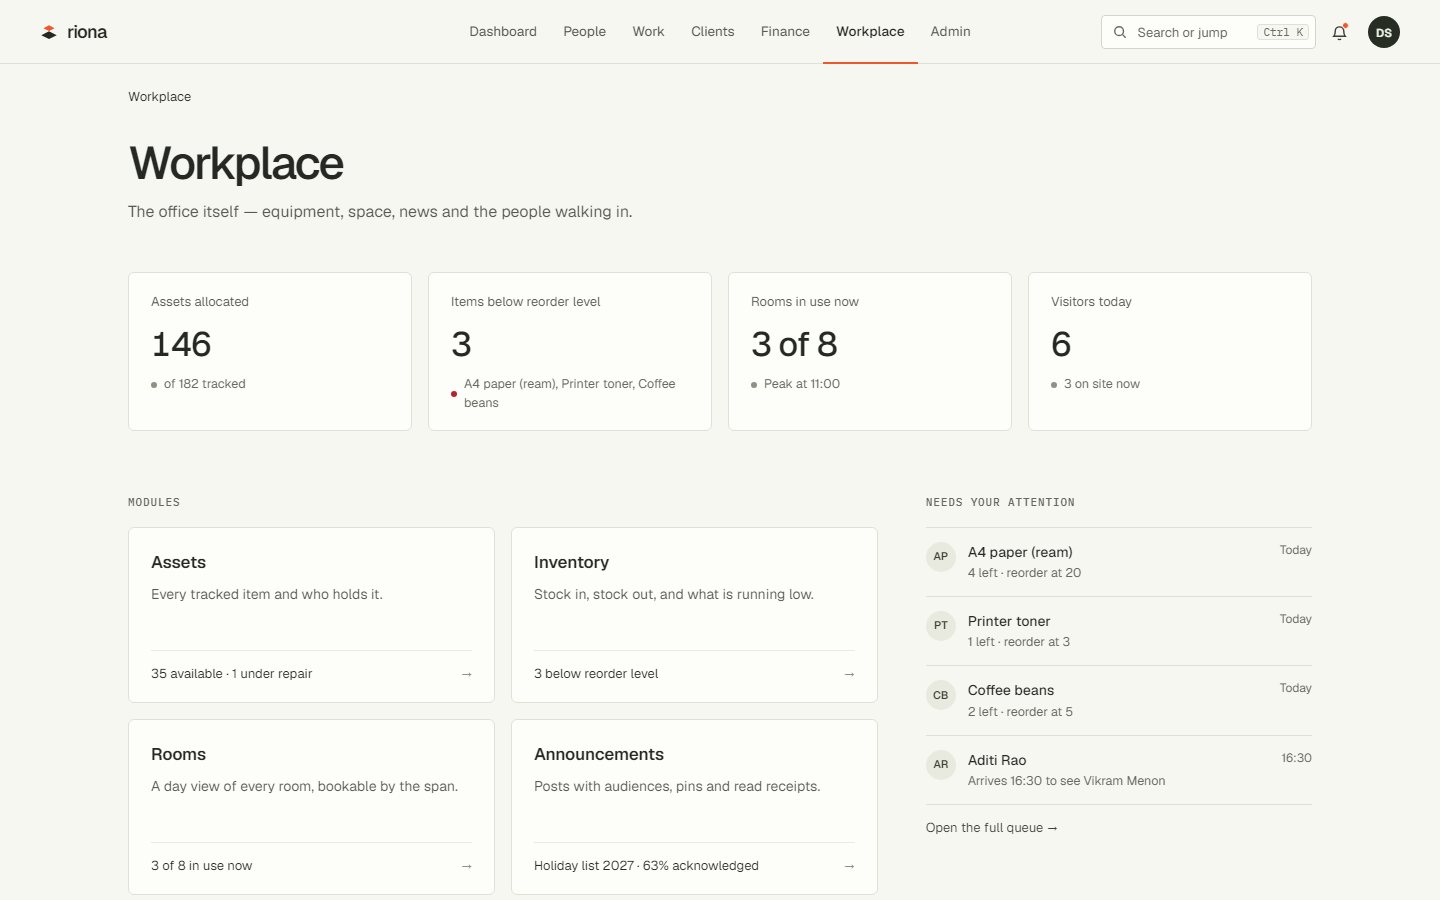 riona
Dashboard People Work Clients Finance Workplace Admin
Search or jump Ctrl K
DS
Workplace
Workplace
The office itself — equipment, space, news and the people walking in.
Assets allocated
146
of 182 tracked
Items below reorder level
3
A4 paper (ream), Printer toner, Coffee
beans
Rooms in use now
3 of 8
Peak at 11:00
Visitors today
6
3 on site now
MODULES
Assets
Every tracked item and who holds it.
35 available · 1 under repair →
Inventory
Stock in, stock out, and what is running low.
3 below reorder level →
Rooms
A day view of every room, bookable by the span.
3 of 8 in use now →
Announcements
Posts with audiences, pins and read receipts.
Holiday list 2027 · 63% acknowledged →
NEEDS YOUR ATTENTION
AP
A4 paper (ream)
Today
4 left · reorder at 20
PT
Printer toner
Today
1 left · reorder at 3
CB
Coffee beans
Today
2 left · reorder at 5
AR
Aditi Rao
16:30
Arrives 16:30 to see Vikram Menon
Open the full queue →